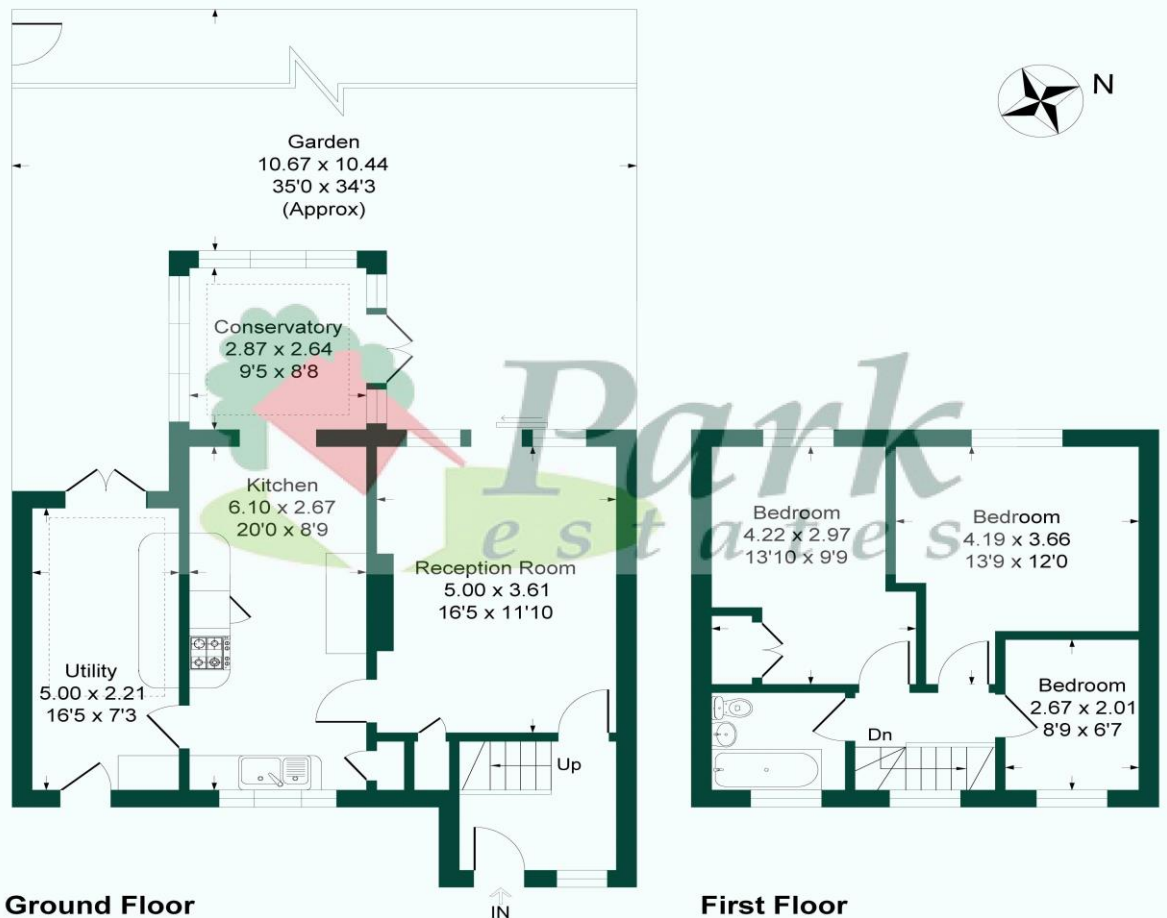 N
Garden
10.67 x 10.44
35'0 x 34'3
(Approx)
Conservatory
2.87 x 2.64
9'5 x 8'8
Park
estates
Kitchen
6.10 x 2.67
20'0 x 8'9
Reception Room
5.00 x 3.61
16'5 x 11'10
Utility
5.00 x 2.21
16'5 x 7'3
Up
IN
Ground Floor
Bedroom
4.22 x 2.97
13'10 x 9'9
Bedroom
4.19 x 3.66
13'9 x 12'0
Bedroom
2.67 x 2.01
8'9 x 6'7
Dn
First Floor